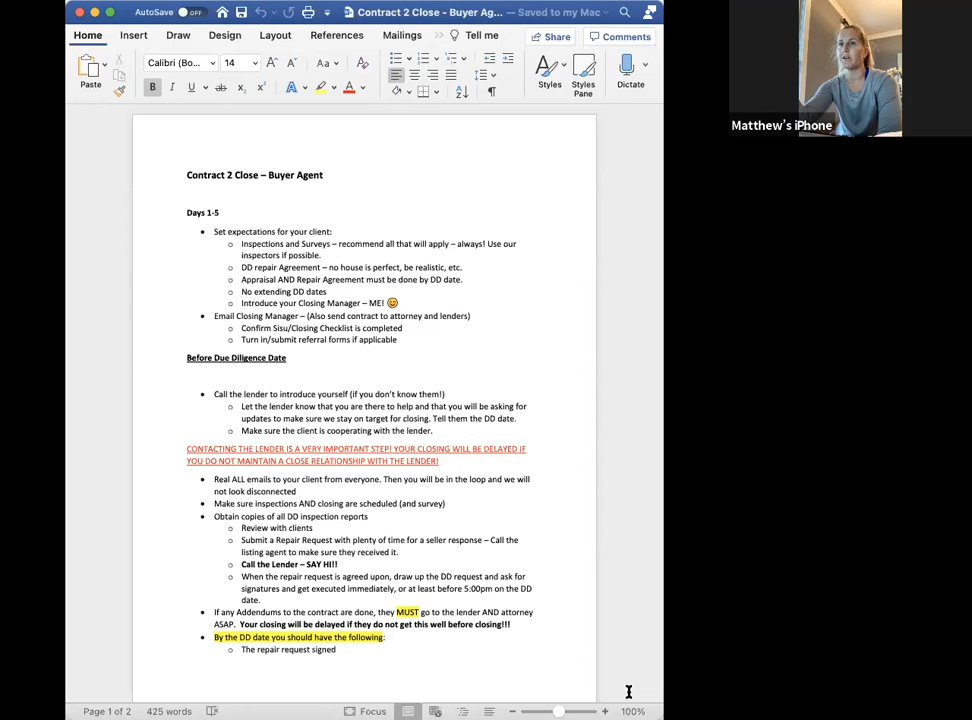 AutoSave OFF Contract 2 Close - Buyer Ag... — Saved to my Mac
Home Insert Draw Design Layout References Mailings Tell me Share Comments
Paste Calibri (Bo... 14 Styles Styles Pane Dictate
Matthew's iPhone
Contract 2 Close – Buyer Agent
Days 1-5
• Set expectations for your client:
o Inspections and Surveys – recommend all that will apply – always! Use our
inspectors if possible.
o DD repair Agreement – no house is perfect, be realistic, etc.
o Appraisal AND Repair Agreement must be done by DD date.
o No extending DD dates
o Introduce your Closing Manager – ME! 😊
• Email Closing Manager – (Also send contract to attorney and lenders)
o Confirm Sisu/Closing Checklist is completed
o Turn in/submit referral forms if applicable
Before Due Diligence Date
• Call the lender to introduce yourself (if you don't know them!)
o Let the lender know that you are there to help and that you will be asking for
updates to make sure we stay on target for closing. Tell them the DD date.
o Make sure the client is cooperating with the lender.
CONTACTING THE LENDER IS A VERY IMPORTANT STEP! YOUR CLOSING WILL BE DELAYED IF
YOU DO NOT MAINTAIN A CLOSE RELATIONSHIP WITH THE LENDER!
• Real ALL emails to your client from everyone. Then you will be in the loop and we will
not look disconnected
• Make sure inspections AND closing are scheduled (and survey)
• Obtain copies of all DD inspection reports
o Review with clients
o Submit a Repair Request with plenty of time for a seller response – Call the
listing agent to make sure they received it.
o Call the Lender – SAY HI!!
o When the repair request is agreed upon, draw up the DD request and ask for
signatures and get executed immediately, or at least before 5:00pm on the DD
date.
• If any Addendums to the contract are done, they MUST go to the lender AND attorney
ASAP. Your closing will be delayed if they do not get this well before closing!!!
• By the DD date you should have the following:
o The repair request signed
Page 1 of 2 425 words Focus 100%